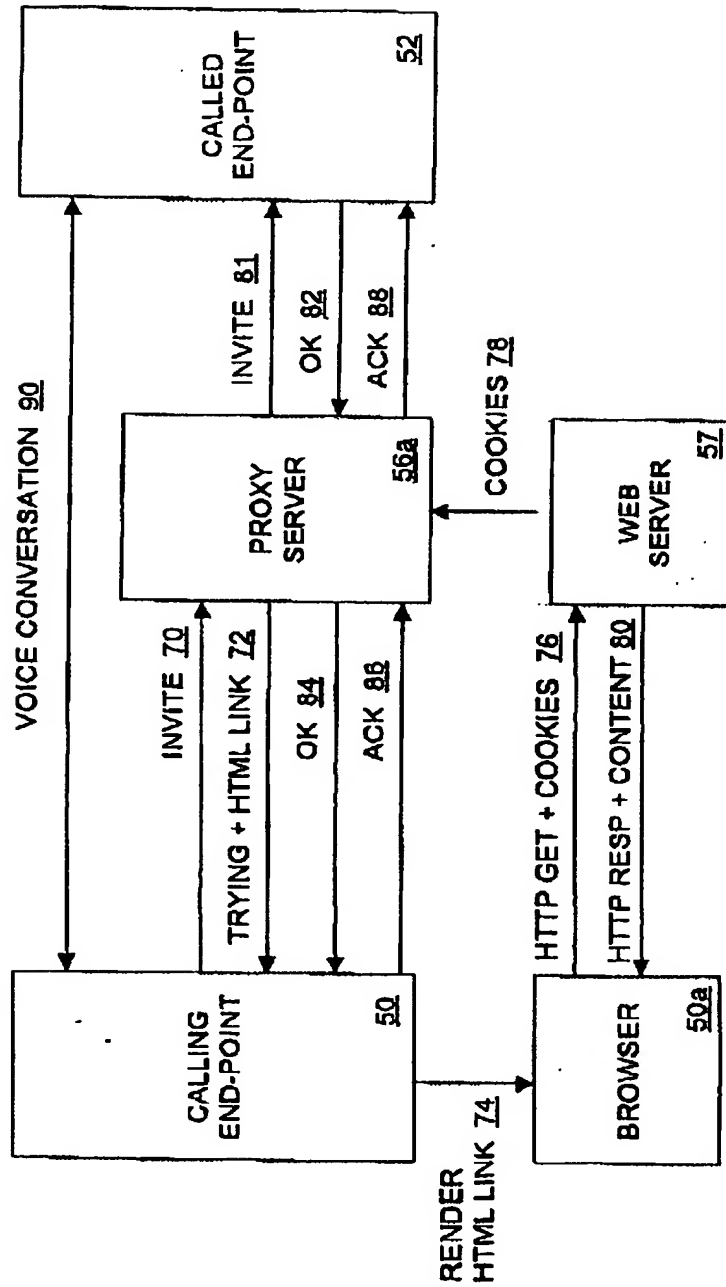 VOICE CONVERSATION 90
CALLING
END-POINT
50
INVITE 70
TRYING + HTML LINK 72
OK 84
ACK 86
PROXY
SERVER
56a
INVITE 81
OK 82
ACK 88
CALLED
END-POINT
52
RENDER
HTML LINK 74
BROWSER
50a
HTTP GET + COOKIES 76
HTTP RESP + CONTENT 80
WEB
SERVER
57
COOKIES 78